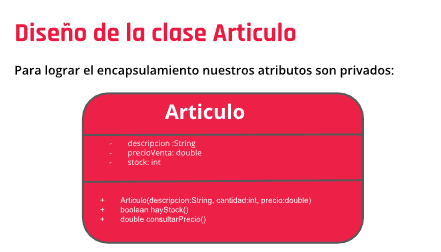 Diseño de la clase Articulo
Para lograr el encapsulamiento nuestros atributos son privados:
Articulo
- descripcion :String
- precioVenta: double
- stock: int
+ Articulo(descripcion:String, cantidad:int, precio:double)
+ boolean hayStock()
+ double consultarPrecio()